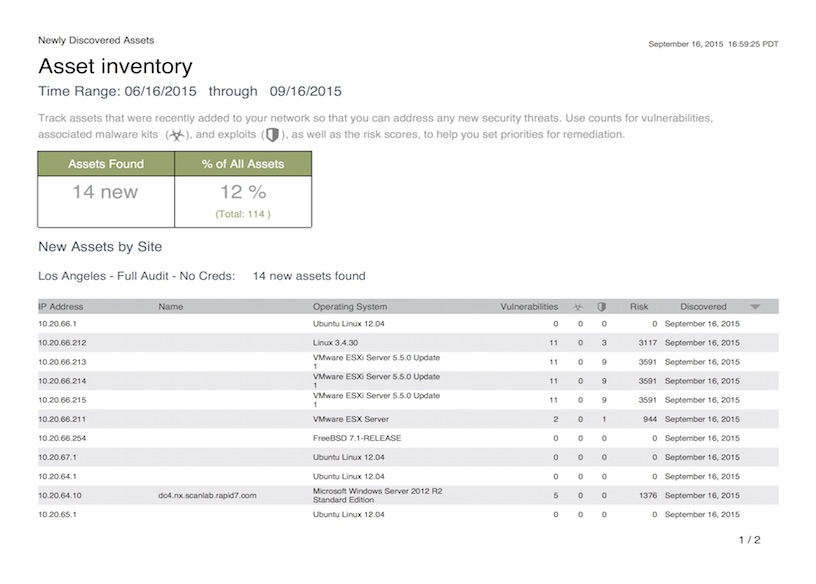 Newly Discovered Assets
September 16, 2015 16:59:25 PDT
Asset inventory
Time Range: 06/16/2015 through 09/16/2015
Track assets that were recently added to your network so that you can address any new security threats. Use counts for vulnerabilities,
associated malware kits ( ), and exploits ( ), as well as the risk scores, to help you set priorities for remediation.
Assets Found % of All Assets
14 new 12 %
(Total: 114 )
New Assets by Site
Los Angeles - Full Audit - No Creds: 14 new assets found
IP Address Name Operating System Vulnerabilities Risk Discovered
10.20.66.1 Ubuntu Linux 12.04 0 0 0 0 September 16, 2015
10.20.66.212 Linux 3.4.30 11 0 3 3117 September 16, 2015
10.20.66.213 VMware ESXi Server 5.5.0 Update 11 0 9 3591 September 16, 2015
1
10.20.66.214 VMware ESXi Server 5.5.0 Update 11 0 9 3591 September 16, 2015
1
10.20.66.215 VMware ESXi Server 5.5.0 Update 11 0 9 3591 September 16, 2015
1
10.20.66.211 VMware ESX Server 2 0 1 944 September 16, 2015
10.20.66.254 FreeBSD 7.1-RELEASE 0 0 0 0 September 16, 2015
10.20.67.1 Ubuntu Linux 12.04 0 0 0 0 September 16, 2015
10.20.64.1 Ubuntu Linux 12.04 0 0 0 0 September 16, 2015
10.20.64.10 dc4.nx.scanlab.rapid7.com Microsoft Windows Server 2012 R2 5 0 0 1376 September 16, 2015
Standard Edition
10.20.65.1 Ubuntu Linux 12.04 0 0 0 0 September 16, 2015
1 / 2